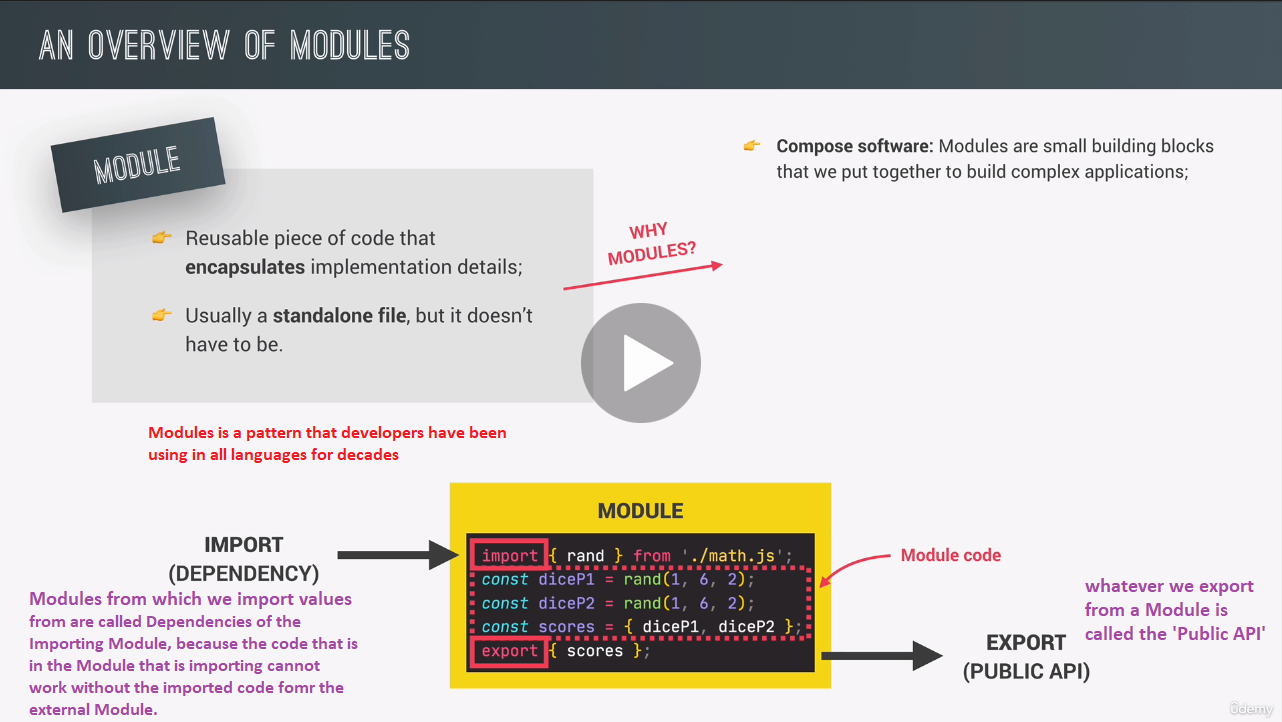 AN OVERVIEW OF MODULES
MODULE
👉 Reusable piece of code that
encapsulates implementation details;
👉 Usually a standalone file, but it doesn’t
have to be.
WHY
MODULES?
👉 Compose software: Modules are small building blocks
that we put together to build complex applications;
Modules is a pattern that developers have been
using in all languages for decades
IMPORT
(DEPENDENCY)
Modules from which we import values
from are called Dependencies of the
Importing Module, because the code that is
in the Module that is importing cannot
work without the imported code fomr the
external Module.
MODULE
import { rand } from './math.js';
const diceP1 = rand(1, 6, 2);
const diceP2 = rand(1, 6, 2);
const scores = { diceP1, diceP2 };
export { scores };
Module code
EXPORT
(PUBLIC API)
whatever we export
from a Module is
called the 'Public API'
ûdemy